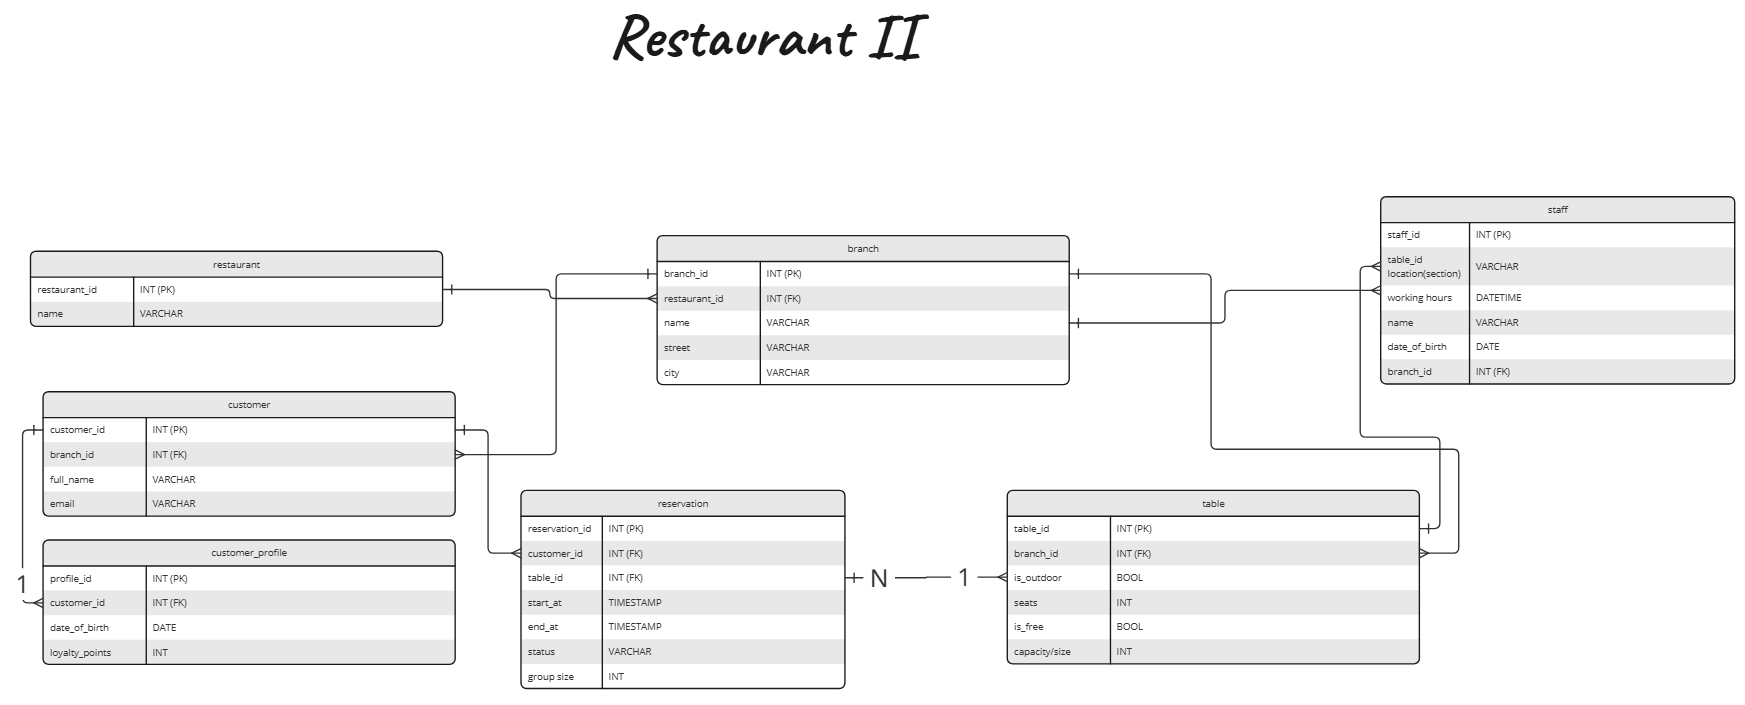 Restaurant II
restaurant
restaurant_id INT (PK)
name VARCHAR
branch
branch_id INT (PK)
restaurant_id INT (FK)
name VARCHAR
street VARCHAR
city VARCHAR
staff
staff_id INT (PK)
table_id
location(section) VARCHAR
working hours DATETIME
name VARCHAR
date_of_birth DATE
branch_id INT (FK)
customer
customer_id INT (PK)
branch_id INT (FK)
full_name VARCHAR
email VARCHAR
customer_profile
profile_id INT (PK)
customer_id INT (FK)
date_of_birth DATE
loyalty_points INT
1
reservation
reservation_id INT (PK)
customer_id INT (FK)
table_id INT (FK)
start_at TIMESTAMP
end_at TIMESTAMP
status VARCHAR
group size INT
N 1
table
table_id INT (PK)
branch_id INT (FK)
is_outdoor BOOL
seats INT
is_free BOOL
capacity/size INT